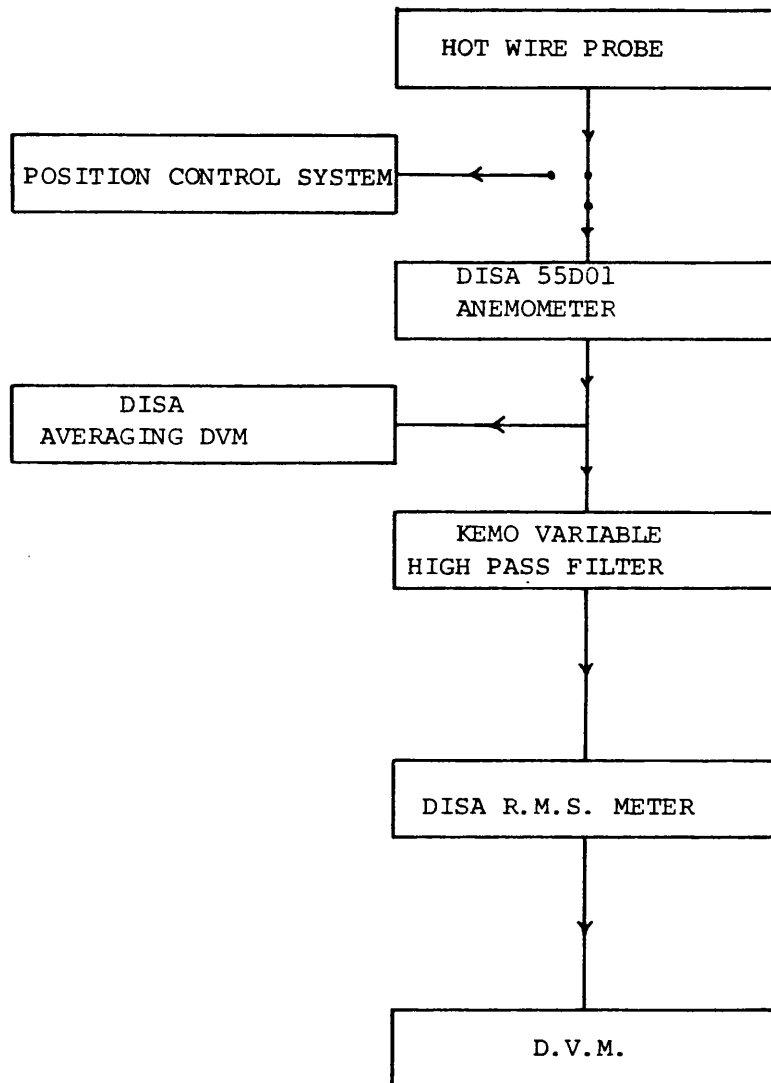 HOT WIRE PROBE
POSITION CONTROL SYSTEM
DISA 55D01
ANEMOMETER
DISA
AVERAGING DVM
KEMO VARIABLE
HIGH PASS FILTER
DISA R.M.S. METER
D.V.M.